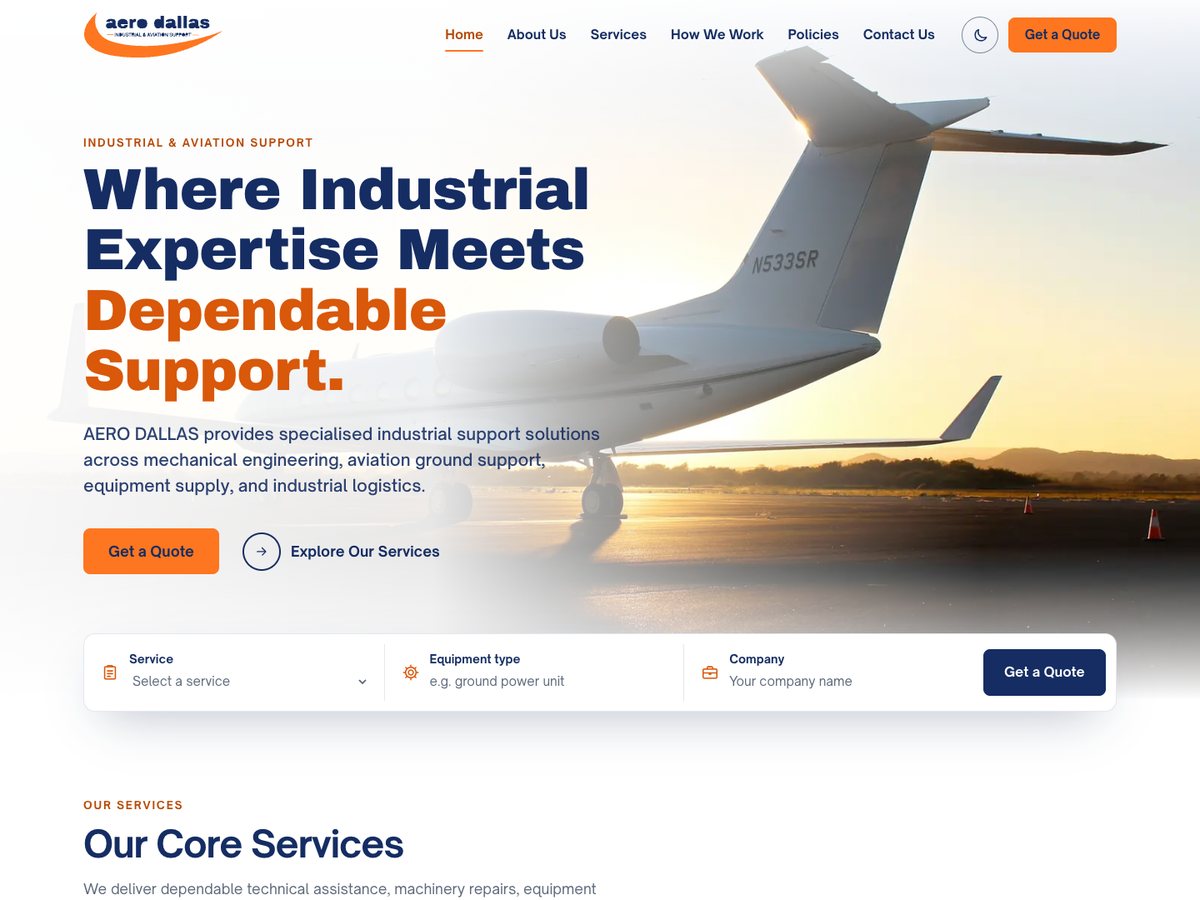 aero dallas
INDUSTRIAL & AVIATION SUPPORT
Home
About Us
Services
How We Work
Policies
Contact Us
Get a Quote
INDUSTRIAL & AVIATION SUPPORT
Where Industrial
Expertise Meets
Dependable
Support.
N533SR
AERO DALLAS provides specialised industrial support solutions
across mechanical engineering, aviation ground support,
equipment supply, and industrial logistics.
Get a Quote
Explore Our Services
Service
Select a service
Equipment type
e.g. ground power unit
Company
Your company name
Get a Quote
OUR SERVICES
Our Core Services
We deliver dependable technical assistance, machinery repairs, equipment